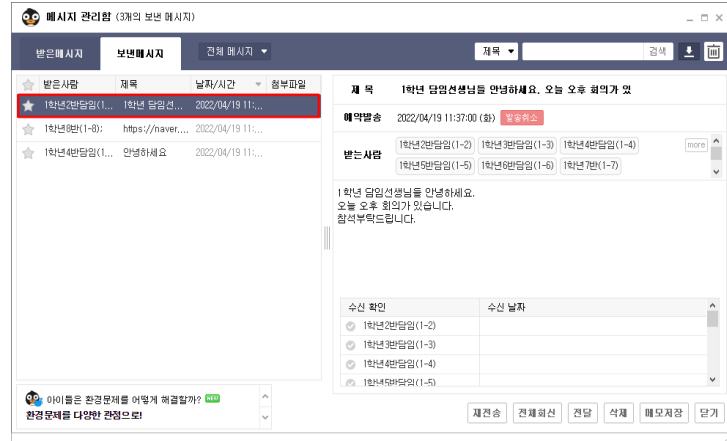 메시지 관리함 (3개의 보낸 메시지)
받은메시지 보낸메시지 전체 메시지 제목 검색
받은사람 제목 날짜/시간 첨부파일
1학년2반담임(1... 1학년 담임선... 2022/04/19 11:...
1학년8반(1-8); https://naver.... 2022/04/19 11:...
1학년4반담임(1... 안녕하세요 2022/04/19 11:...
제 목 1학년 담임선생님들 안녕하세요. 오늘 오후 회의가 있
예약발송 2022/04/19 11:37:00 (화) 발송취소
받는사람 1학년2반담임(1-2) 1학년3반담임(1-3) 1학년4반담임(1-4) more
1학년5반담임(1-5) 1학년6반담임(1-6) 1학년7반(1-7)
1학년 담임선생님들 안녕하세요.
오늘 오후 회의가 있습니다.
참석부탁드립니다.
수신 확인 수신 날짜
1학년2반담임(1-2)
1학년3반담임(1-3)
1학년4반담임(1-4)
1학년5반담임(1-5)
아이들은 환경문제를 어떻게 해결할까? NEW
환경문제를 다양한 관점으로!
재전송 전체회신 전달 삭제 메모저장 닫기